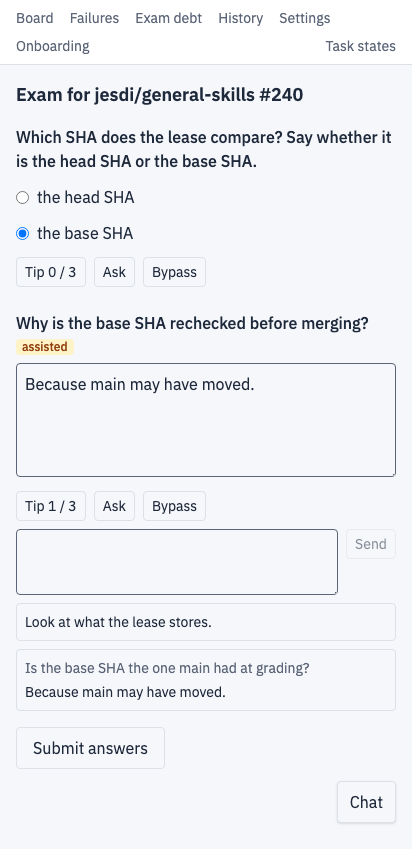 Board Failures Exam debt History Settings
Onboarding Task states
Exam for jesdi/general-skills #240
Which SHA does the lease compare? Say whether it
is the head SHA or the base SHA.
the head SHA
the base SHA
Tip 0 / 3 Ask Bypass
Why is the base SHA rechecked before merging?
assisted
Because main may have moved.
Tip 1 / 3 Ask Bypass
Send
Look at what the lease stores.
Is the base SHA the one main had at grading?
Because main may have moved.
Submit answers
Chat